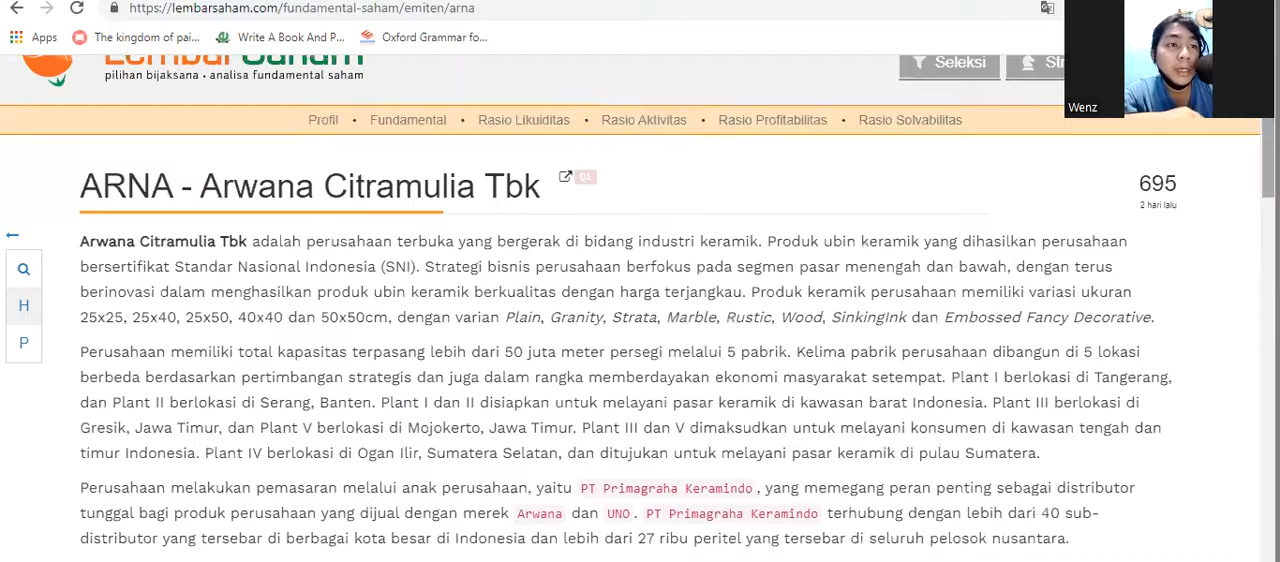 https://lembarsaham.com/fundamental-saham/emiten/arna
Apps The kingdom of pai... Write A Book And P... Oxford Grammar fo...
Lembar Saham
pilihan bijaksana • analisa fundamental saham
Seleksi
Wenz
Profil • Fundamental • Rasio Likuiditas • Rasio Aktivitas • Rasio Profitabilitas • Rasio Solvabilitas
ARNA - Arwana Citramulia Tbk Q1
695
2 hari lalu
Arwana Citramulia Tbk adalah perusahaan terbuka yang bergerak di bidang industri keramik. Produk ubin keramik yang dihasilkan perusahaan
bersertifikat Standar Nasional Indonesia (SNI). Strategi bisnis perusahaan berfokus pada segmen pasar menengah dan bawah, dengan terus
berinovasi dalam menghasilkan produk ubin keramik berkualitas dengan harga terjangkau. Produk keramik perusahaan memiliki variasi ukuran
25x25, 25x40, 25x50, 40x40 dan 50x50cm, dengan varian Plain, Granity, Strata, Marble, Rustic, Wood, SinkingInk dan Embossed Fancy Decorative.
H
P
Perusahaan memiliki total kapasitas terpasang lebih dari 50 juta meter persegi melalui 5 pabrik. Kelima pabrik perusahaan dibangun di 5 lokasi
berbeda berdasarkan pertimbangan strategis dan juga dalam rangka memberdayakan ekonomi masyarakat setempat. Plant I berlokasi di Tangerang,
dan Plant II berlokasi di Serang, Banten. Plant I dan II disiapkan untuk melayani pasar keramik di kawasan barat Indonesia. Plant III berlokasi di
Gresik, Jawa Timur, dan Plant V berlokasi di Mojokerto, Jawa Timur. Plant III dan V dimaksudkan untuk melayani konsumen di kawasan tengah dan
timur Indonesia. Plant IV berlokasi di Ogan Ilir, Sumatera Selatan, dan ditujukan untuk melayani pasar keramik di pulau Sumatera.
Perusahaan melakukan pemasaran melalui anak perusahaan, yaitu PT Primagraha Keramindo, yang memegang peran penting sebagai distributor
tunggal bagi produk perusahaan yang dijual dengan merek Arwana dan UNO. PT Primagraha Keramindo terhubung dengan lebih dari 40 sub-
distributor yang tersebar di berbagai kota besar di Indonesia dan lebih dari 27 ribu peritel yang tersebar di seluruh pelosok nusantara.